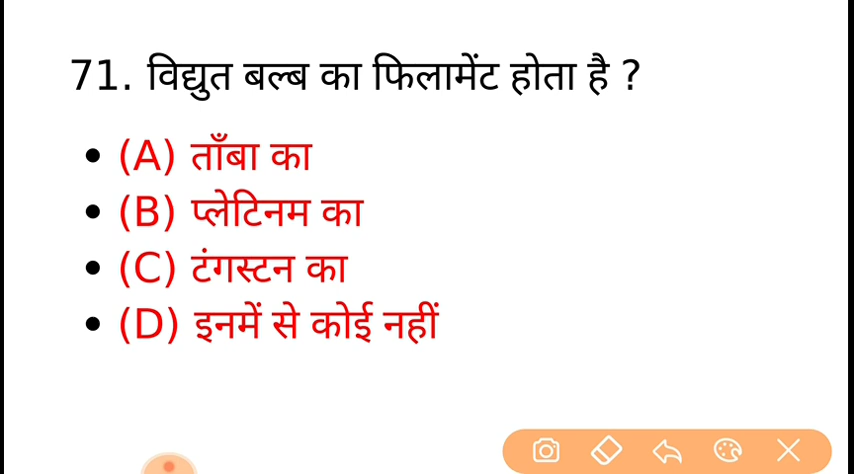 71. विद्युत बल्ब का फिलामेंट होता है ?
• (A) ताँबा का
• (B) प्लेटिनम का
• (C) टंगस्टन का
• (D) इनमें से कोई नहीं